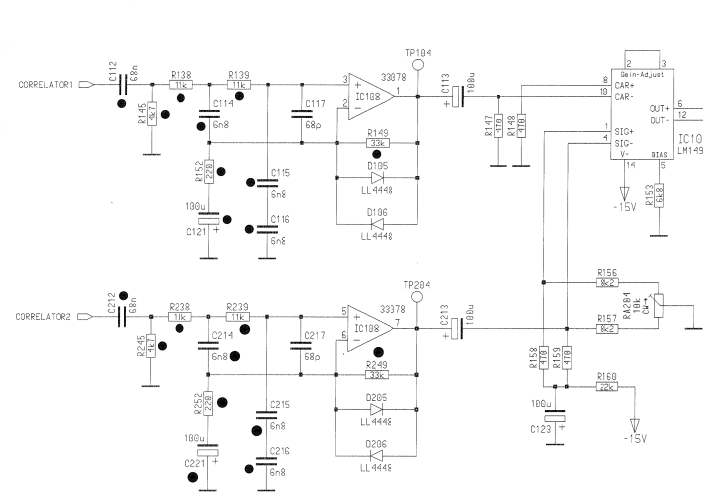 TP104
C112
68n
CORRELATOR1
R138
11k
R139
11k
R145
4k7
C114
6n8
C117
68p
3
2
33078
1
IC108
C113
100u
+
R149
33k
D105
LL4448
D106
LL4448
R152
220
100u
C121
+
C115
6n8
C116
6n8
R147
470
R148
470
2
3
Gain-Adjust
8
CAR+
10
CAR-
OUT+
6
OUT-
12
1
SIG+
4
SIG-
V-
BIAS
14
5
IC10
LM149
-15V
R153
6k8
TP204
C212
68n
CORRELATOR2
R238
11k
R239
11k
R245
4k7
C214
6n8
C217
68p
5
6
33078
7
IC108
C213
100u
+
R249
33k
D205
LL4448
D206
LL4448
R252
220
100u
C221
+
C215
6n8
C216
6n8
R156
8k2
R157
8k2
RA204
10k
CW
R158
470
R159
470
R160
22k
100u
C123
+
-15V